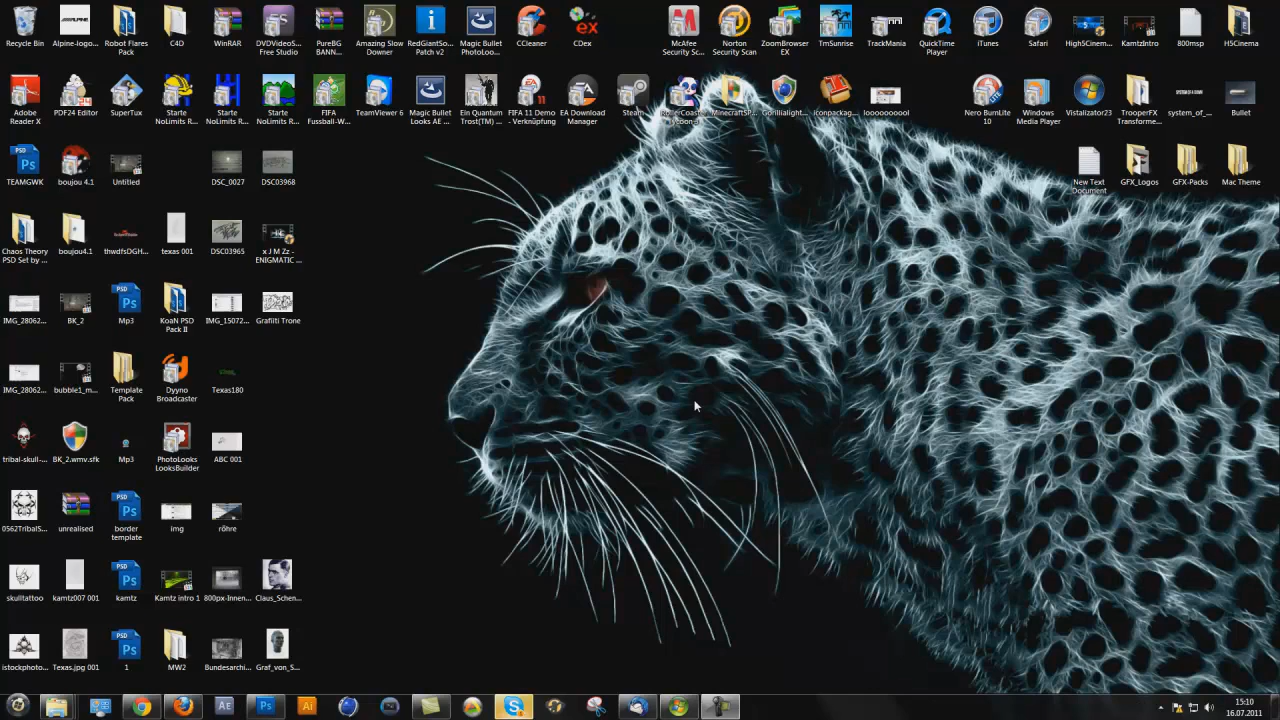 Recycle Bin
Alpine-logo...
Robot Flares
Pack
C4D
WinRAR
DVDVideoS...
Free Studio
PureBG
BANN...
Amazing Slow
Downer
RedGiantSo...
Patch v2
Magic Bullet
PhotoLoo...
CCleaner
CDex
McAfee
Security Sc...
Norton
Security Scan
ZoomBrowser
EX
TmSunrise
TrackMania
QuickTime
Player
iTunes
Safari
High5Cinem...
KamtzIntro
800msp
H5Cinema
Adobe
Reader X
PDF24 Editor
SuperTux
Starte
NoLimits R...
Starte
NoLimits R...
Starte
NoLimits R...
FIFA
Fussball-W...
TeamViewer 6
Magic Bullet
Looks AE ...
Ein Quantum
Trost(TM) ...
FIFA 11 Demo
- Verknüpfung
EA Download
Manager
Steam
RollerCoaster
Tycoon-3
MinecraftSP...
Gorillalight...
iconpackag...
looooooool
Nero BurnLite
10
Windows
Media Player
Vistalizator23
TrooperFX
Transforme...
system_of_...
Bullet
TEAMGWK
boujou 4.1
Untitled
DSC_0027
DSC03968
New Text
Document
GFX_Logos
GFX-Packs
Mac Theme
Chaos Theory
PSD Set by ...
boujou4.1
thwdfsDGH...
texas 001
DSC03965
x J M Zz -
ENIGMATIC ...
IMG_28062...
BK_2
Mp3
KoaN PSD
Pack II
IMG_15072...
Grafiiti Trone
IMG_28062...
bubble1_m...
Template
Pack
Dyyno
Broadcaster
Texas180
tribal-skull-...
BK_2.wmv.sfk
Mp3
PhotoLooks
LooksBuilder
ABC 001
0562TribalS...
unrealised
border
template
img
röhre
skulltattoo
kamtz007 001
kamtz
Kamtz intro 1
800px-Innen...
Claus_Schen...
istockphoto...
Texas.jpg 001
1
MW2
Bundesarchi...
Graf_von_S...
15:10
16.07.2011